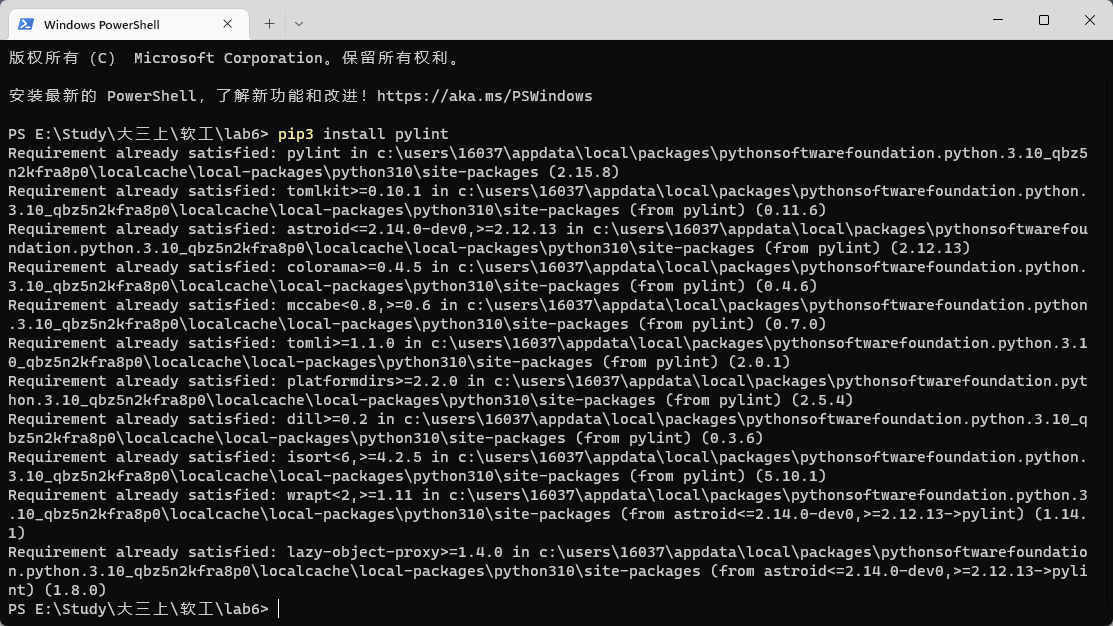 Windows PowerShell
版权所有 (C)  Microsoft Corporation。保留所有权利。
安装最新的 PowerShell，了解新功能和改进！https://aka.ms/PSWindows
PS E:\Study\大三上\软工\lab6> pip3 install pylint
Requirement already satisfied: pylint in c:\users\16037\appdata\local\packages\pythonsoftwarefoundation.python.3.10_qbz5
n2kfra8p0\localcache\local-packages\python310\site-packages (2.15.8)
Requirement already satisfied: tomlkit>=0.10.1 in c:\users\16037\appdata\local\packages\pythonsoftwarefoundation.python.
3.10_qbz5n2kfra8p0\localcache\local-packages\python310\site-packages (from pylint) (0.11.6)
Requirement already satisfied: astroid<=2.14.0-dev0,>=2.12.13 in c:\users\16037\appdata\local\packages\pythonsoftwarefou
ndation.python.3.10_qbz5n2kfra8p0\localcache\local-packages\python310\site-packages (from pylint) (2.12.13)
Requirement already satisfied: colorama>=0.4.5 in c:\users\16037\appdata\local\packages\pythonsoftwarefoundation.python.
3.10_qbz5n2kfra8p0\localcache\local-packages\python310\site-packages (from pylint) (0.4.6)
Requirement already satisfied: mccabe<0.8,>=0.6 in c:\users\16037\appdata\local\packages\pythonsoftwarefoundation.python
.3.10_qbz5n2kfra8p0\localcache\local-packages\python310\site-packages (from pylint) (0.7.0)
Requirement already satisfied: tomli>=1.1.0 in c:\users\16037\appdata\local\packages\pythonsoftwarefoundation.python.3.1
0_qbz5n2kfra8p0\localcache\local-packages\python310\site-packages (from pylint) (2.0.1)
Requirement already satisfied: platformdirs>=2.2.0 in c:\users\16037\appdata\local\packages\pythonsoftwarefoundation.pyt
hon.3.10_qbz5n2kfra8p0\localcache\local-packages\python310\site-packages (from pylint) (2.5.4)
Requirement already satisfied: dill>=0.2 in c:\users\16037\appdata\local\packages\pythonsoftwarefoundation.python.3.10_q
bz5n2kfra8p0\localcache\local-packages\python310\site-packages (from pylint) (0.3.6)
Requirement already satisfied: isort<6,>=4.2.5 in c:\users\16037\appdata\local\packages\pythonsoftwarefoundation.python.
3.10_qbz5n2kfra8p0\localcache\local-packages\python310\site-packages (from pylint) (5.10.1)
Requirement already satisfied: wrapt<2,>=1.11 in c:\users\16037\appdata\local\packages\pythonsoftwarefoundation.python.3
.10_qbz5n2kfra8p0\localcache\local-packages\python310\site-packages (from astroid<=2.14.0-dev0,>=2.12.13->pylint) (1.14.
1)
Requirement already satisfied: lazy-object-proxy>=1.4.0 in c:\users\16037\appdata\local\packages\pythonsoftwarefoundatio
n.python.3.10_qbz5n2kfra8p0\localcache\local-packages\python310\site-packages (from astroid<=2.14.0-dev0,>=2.12.13->pyli
nt) (1.8.0)
PS E:\Study\大三上\软工\lab6>